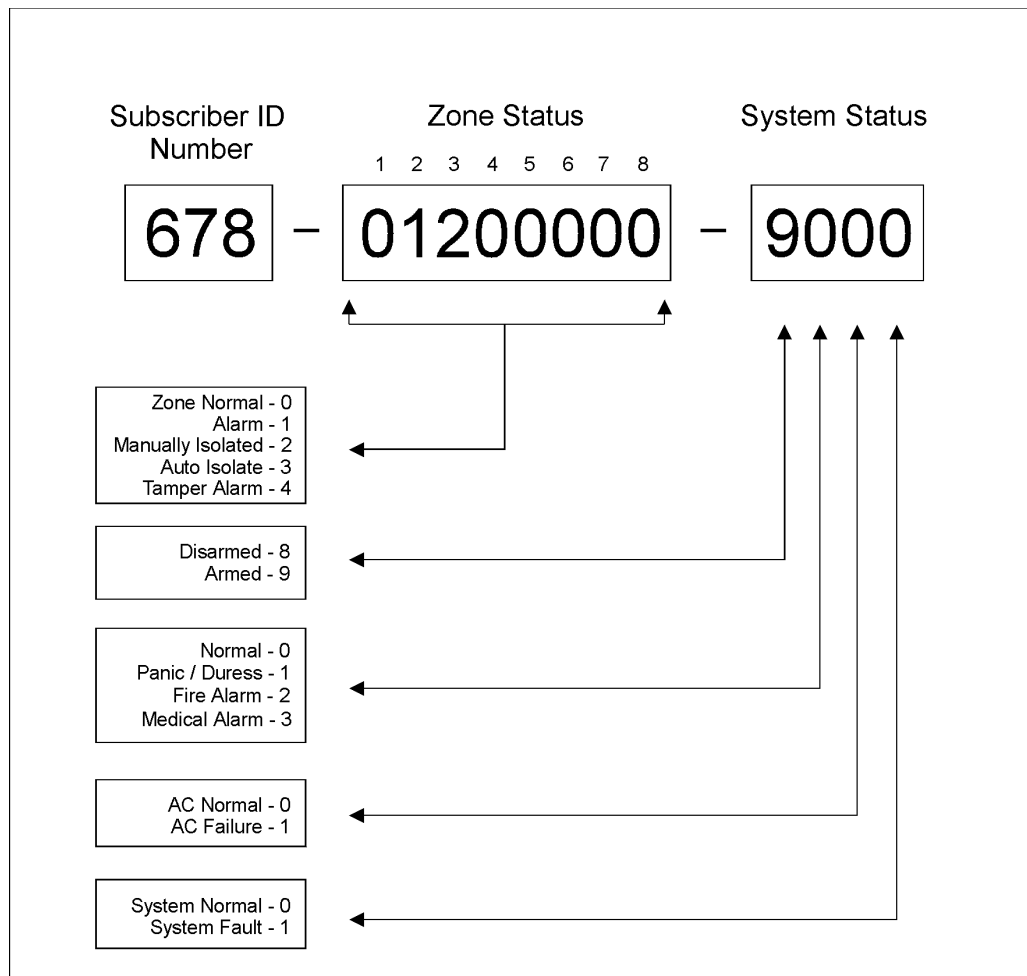 Subscriber ID
Number
Zone Status
System Status
1 2 3 4 5 6 7 8
678 – 01200000 – 9000
Zone Normal - 0
Alarm - 1
Manually Isolated - 2
Auto Isolate - 3
Tamper Alarm - 4
Disarmed - 8
Armed - 9
Normal - 0
Panic / Duress - 1
Fire Alarm - 2
Medical Alarm - 3
AC Normal - 0
AC Failure - 1
System Normal - 0
System Fault - 1